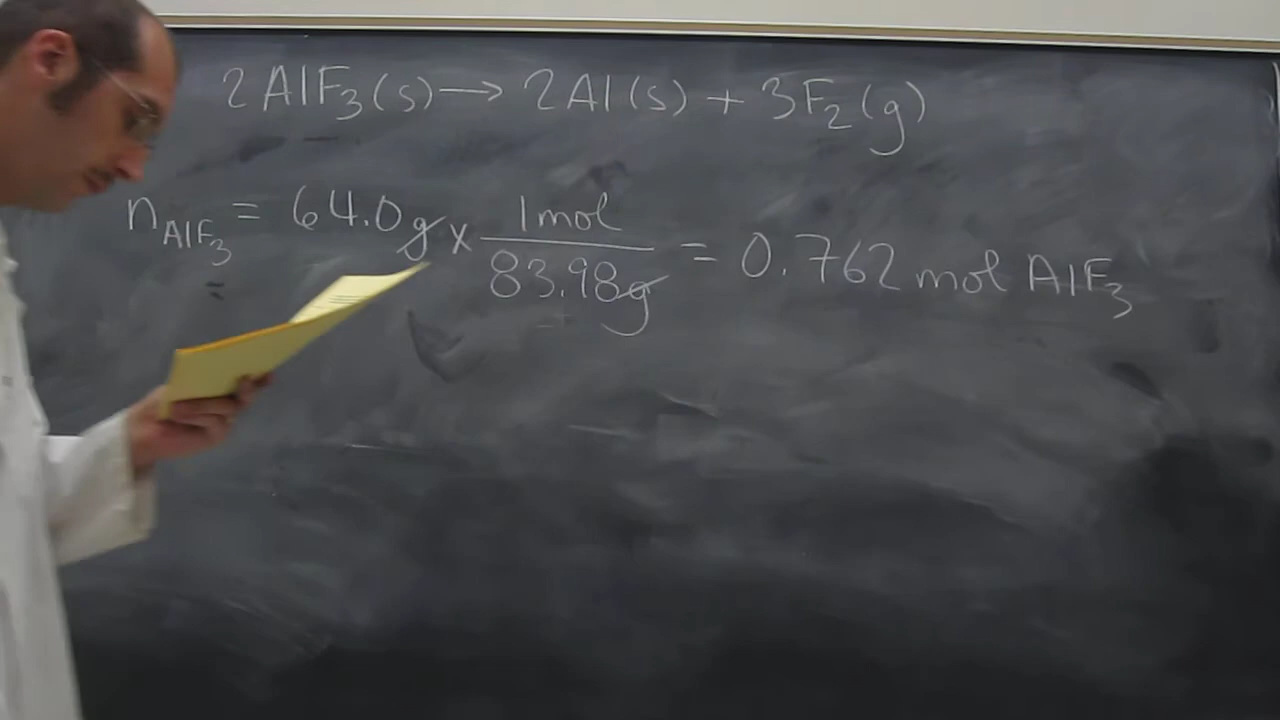 2AlF₃(s) → 2Al(s) + 3F₂(g)
n_AlF₃ = 64.0g x 1mol/83.98g = 0.762 mol AlF₃